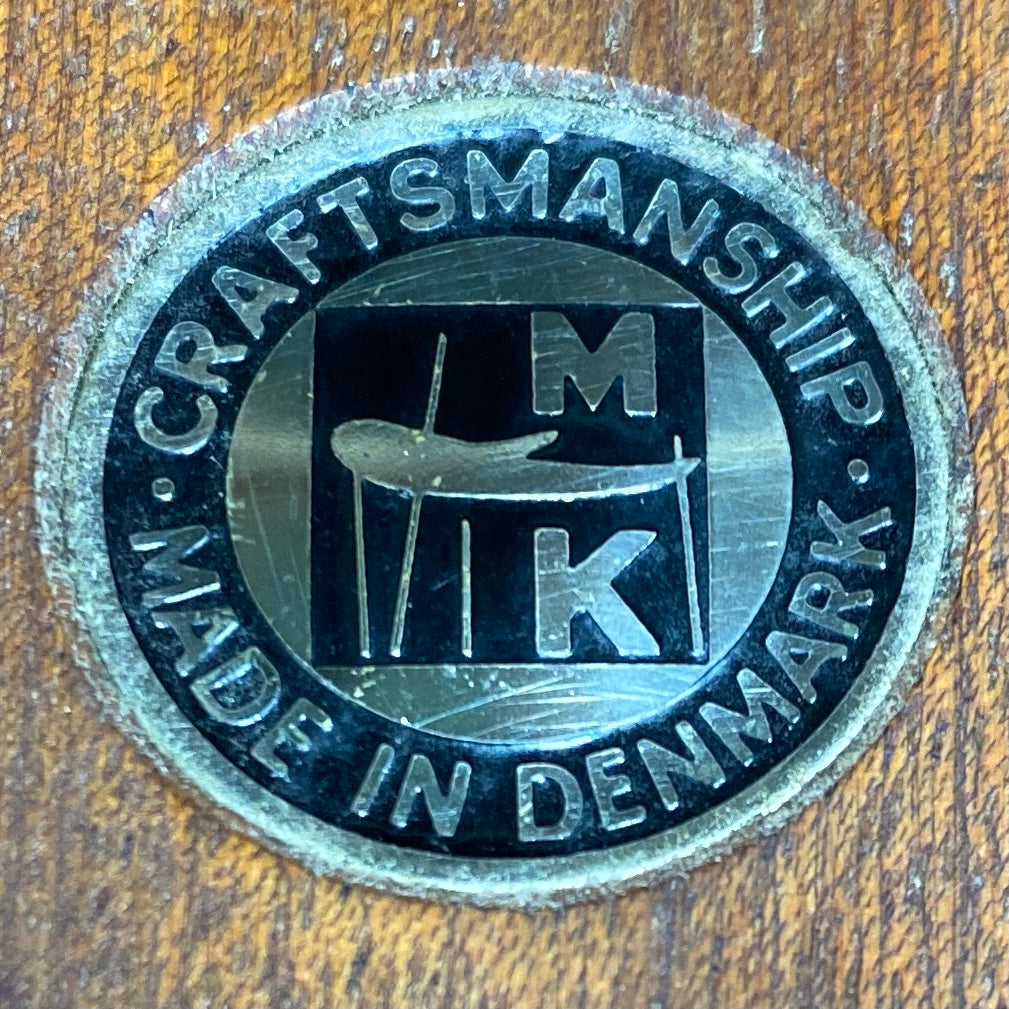 · CRAFTSMANSHIP ·
MADE IN DENMARK
M
K